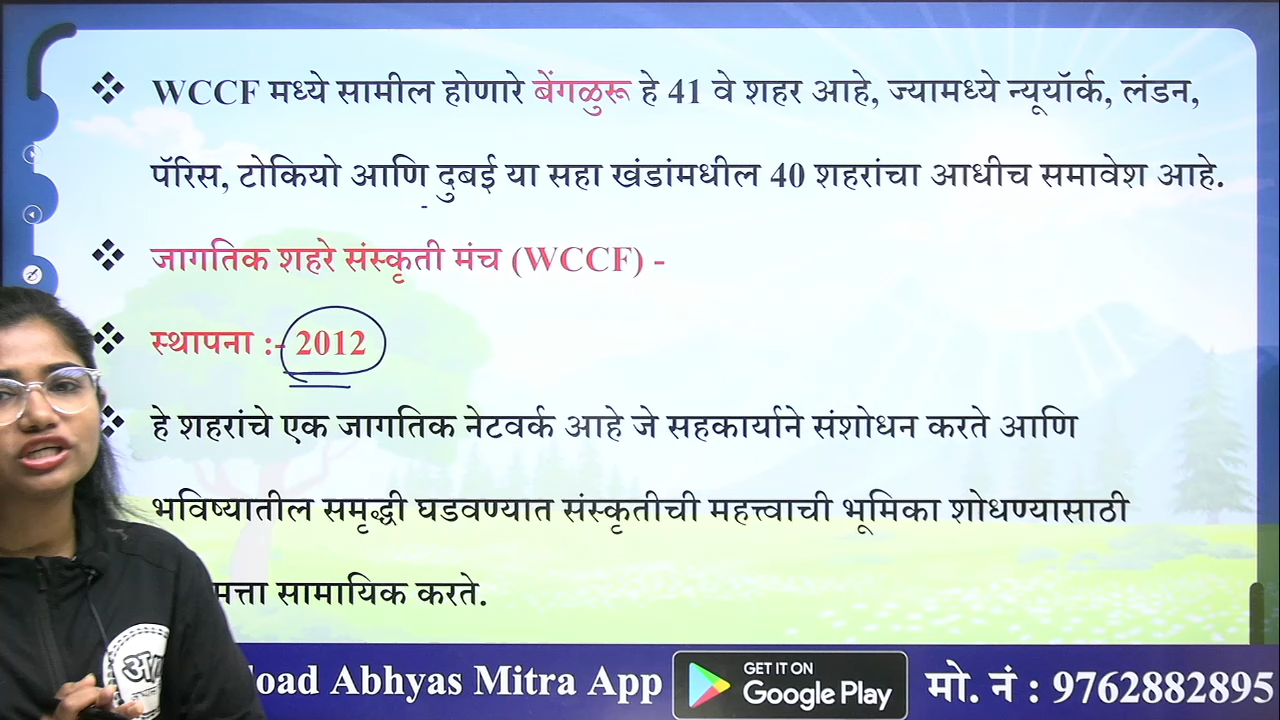 ❖ WCCF मध्ये सामील होणारे बेंगळुरू हे 41 वे शहर आहे, ज्यामध्ये न्यूयॉर्क, लंडन,
पॅरिस, टोकियो आणि दुबई या सहा खंडांमधील 40 शहरांचा आधीच समावेश आहे.
❖ जागतिक शहरे संस्कृती मंच (WCCF) -
❖ स्थापना :- 2012
❖ हे शहरांचे एक जागतिक नेटवर्क आहे जे सहकार्याने संशोधन करते आणि
भविष्यातील समृद्धी घडवण्यात संस्कृतीची महत्त्वाची भूमिका शोधण्यासाठी
सामायिक करते.
Abhyas Mitra App GET IT ON Google Play मो. नं : 9762882895